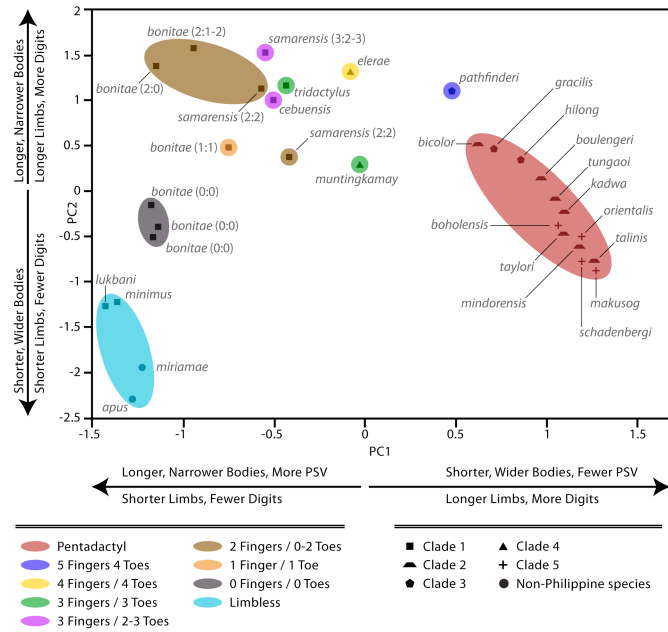 Longer, Narrower Bodies
Longer Limbs, More Digits
Shorter, Wider Bodies
Shorter Limbs, Fewer Digits
PC2
2
1.5
1
0.5
0
-0.5
-1
-1.5
-2
-2.5
bonitae (2:1-2)
samarensis (3:2-3)
elerae
bonitae (2:0)
tridactylus
pathfinderi
gracilis
samarensis (2:2)
cebuensis
hilong
bonitae (1:1)
samarensis (2:2)
bicolor
boulengeri
muntingkamay
tungaoi
kadwa
bonitae (0:0)
bonitae (0:0)
bonitae (0:0)
boholensis
orientalis
talinis
taylori
mindorensis
makusog
schadenbergi
lukbani
minimus
miriamae
apus
-1.5 -1 -0.5 0 0.5 1 1.5
PC1
Longer, Narrower Bodies, More PSV
Shorter, Wider Bodies, Fewer PSV
Shorter Limbs, Fewer Digits
Longer Limbs, More Digits
Pentadactyl
5 Fingers 4 Toes
4 Fingers / 4 Toes
3 Fingers / 3 Toes
3 Fingers / 2-3 Toes
2 Fingers / 0-2 Toes
1 Finger / 1 Toe
0 Fingers / 0 Toes
Limbless
Clade 1
Clade 2
Clade 3
Clade 4
Clade 5
Non-Philippine species